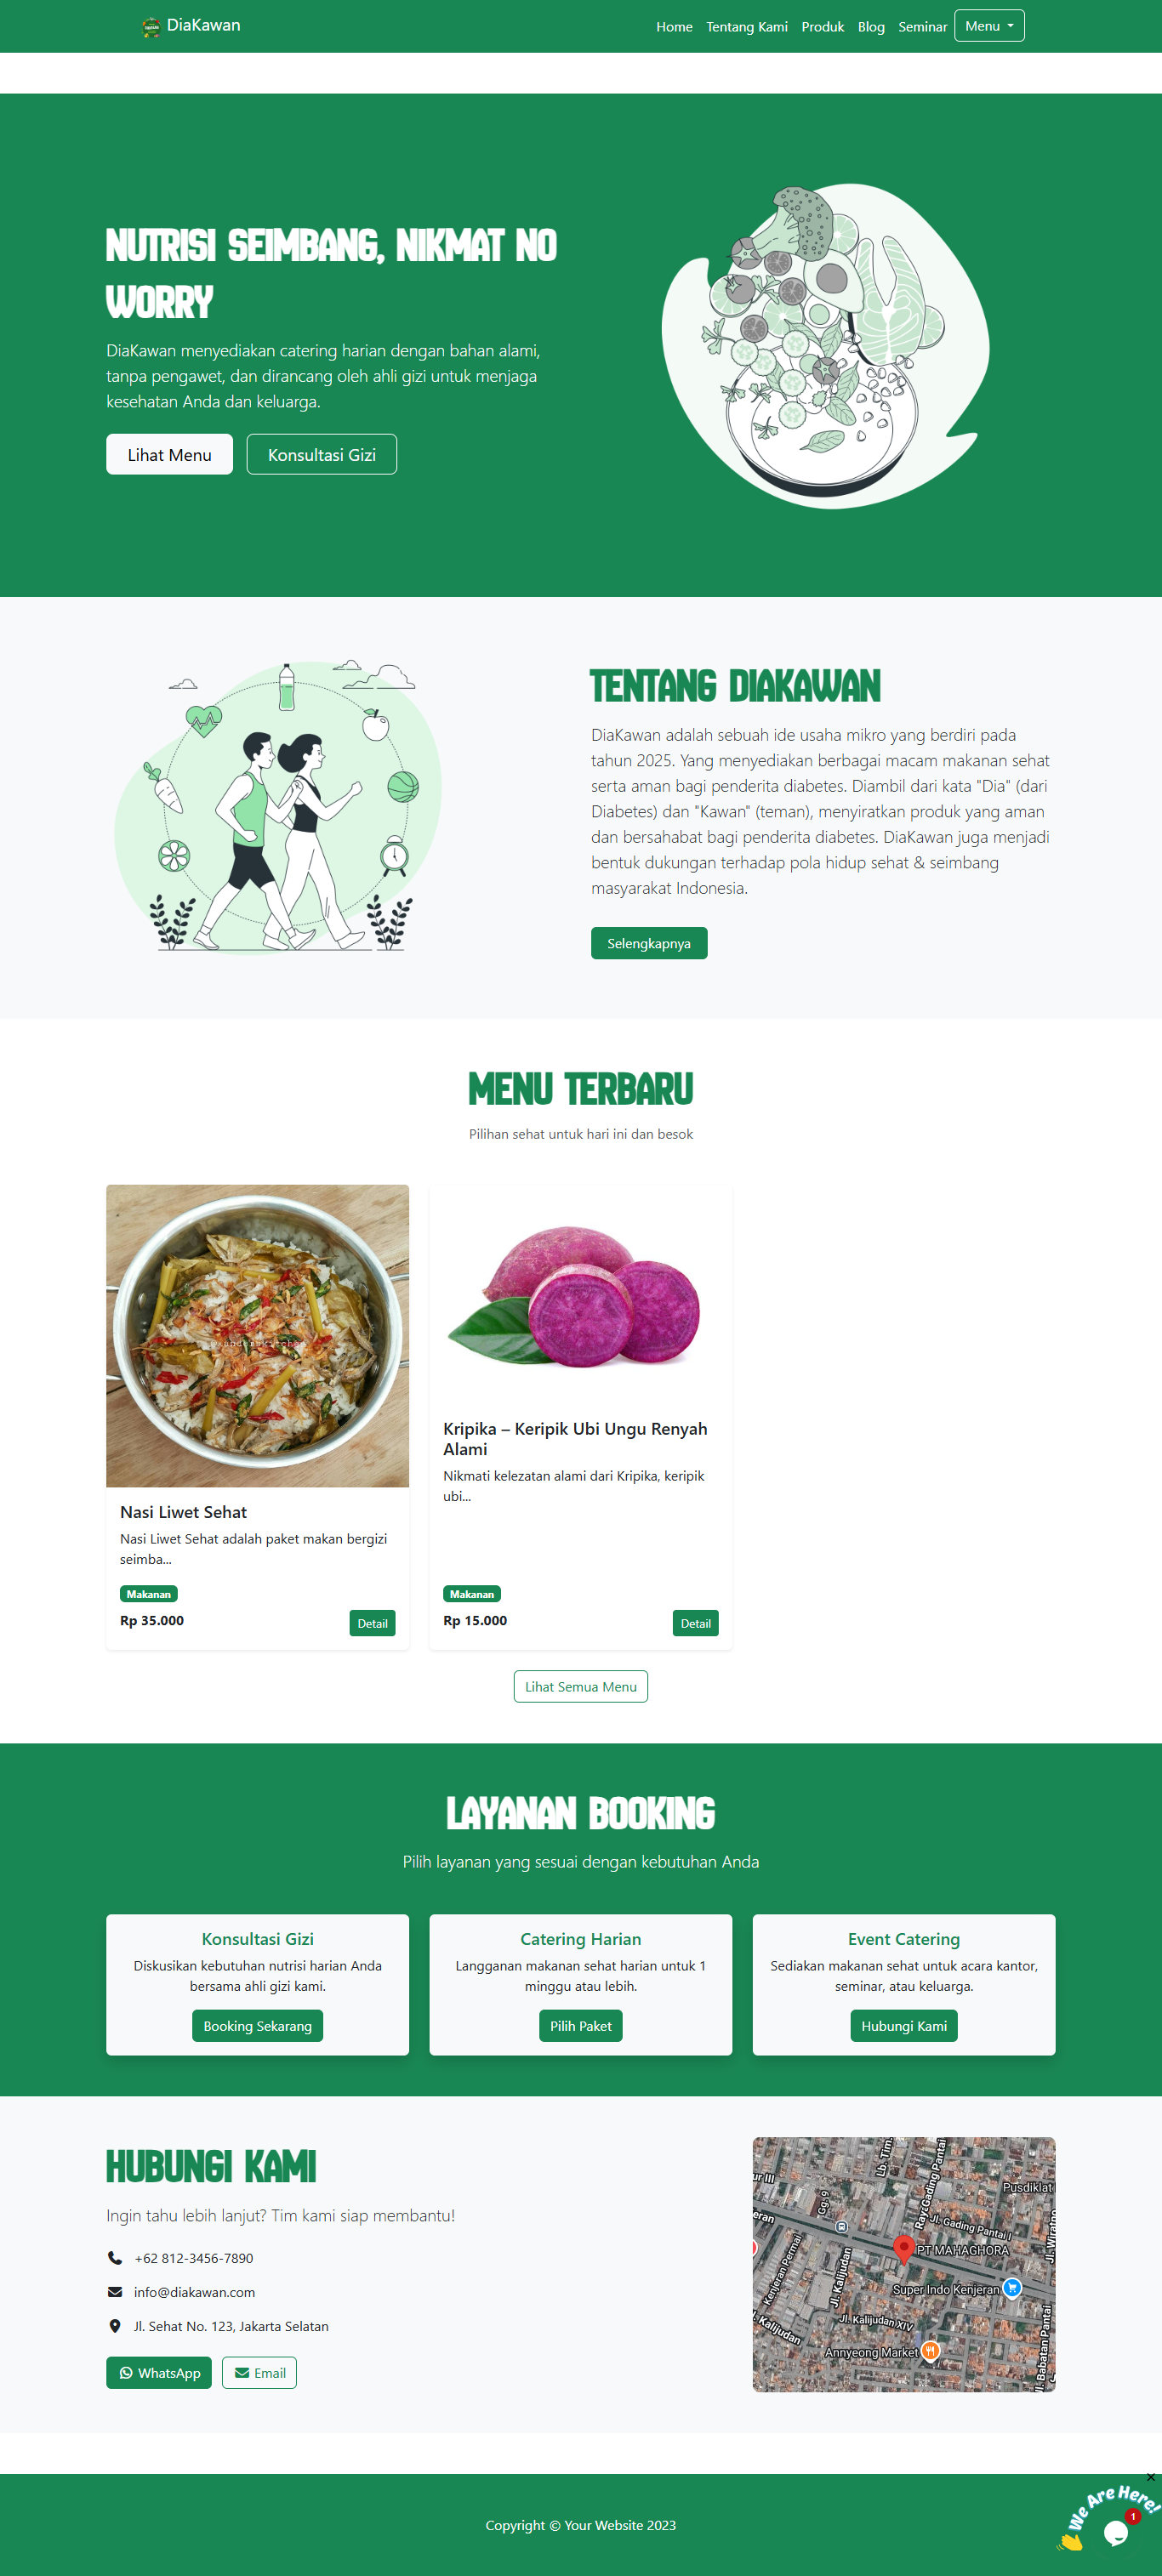 DiaKawan
Home Tentang Kami Produk Blog Seminar Menu
NUTRISI SEIMBANG, NIKMAT NO
WORRY
DiaKawan menyediakan catering harian dengan bahan alami,
tanpa pengawet, dan dirancang oleh ahli gizi untuk menjaga
kesehatan Anda dan keluarga.
Lihat Menu Konsultasi Gizi
TENTANG DIAKAWAN
DiaKawan adalah sebuah ide usaha mikro yang berdiri pada
tahun 2025. Yang menyediakan berbagai macam makanan sehat
serta aman bagi penderita diabetes. Diambil dari kata "Dia" (dari
Diabetes) dan "Kawan" (teman), menyiratkan produk yang aman
dan bersahabat bagi penderita diabetes. DiaKawan juga menjadi
bentuk dukungan terhadap pola hidup sehat & seimbang
masyarakat Indonesia.
Selengkapnya
MENU TERBARU
Pilihan sehat untuk hari ini dan besok
Nasi Liwet Sehat
Nasi Liwet Sehat adalah paket makan bergizi
seimba...
Makanan
Rp 35.000
Detail
Kripika – Keripik Ubi Ungu Renyah
Alami
Nikmati kelezatan alami dari Kripika, keripik
ubi...
Makanan
Rp 15.000
Detail
Lihat Semua Menu
LAYANAN BOOKING
Pilih layanan yang sesuai dengan kebutuhan Anda
Konsultasi Gizi
Diskusikan kebutuhan nutrisi harian Anda
bersama ahli gizi kami.
Booking Sekarang
Catering Harian
Langganan makanan sehat harian untuk 1
minggu atau lebih.
Pilih Paket
Event Catering
Sediakan makanan sehat untuk acara kantor,
seminar, atau keluarga.
Hubungi Kami
HUBUNGI KAMI
Ingin tahu lebih lanjut? Tim kami siap membantu!
+62 812-3456-7890
info@diakawan.com
Jl. Sehat No. 123, Jakarta Selatan
WhatsApp Email
Lb. Tim.
Gg. 9
Pusdiklat
Jl. Gading Pantai I
PT MAHAGHORA
Kenjeran Permai
Jl. Kalijudan
Super Indo Kenjeran
Jl. Kalijudan XIV
Annyeong Market
Jl. Babatan Pantai
Copyright © Your Website 2023
We Are Here!
1